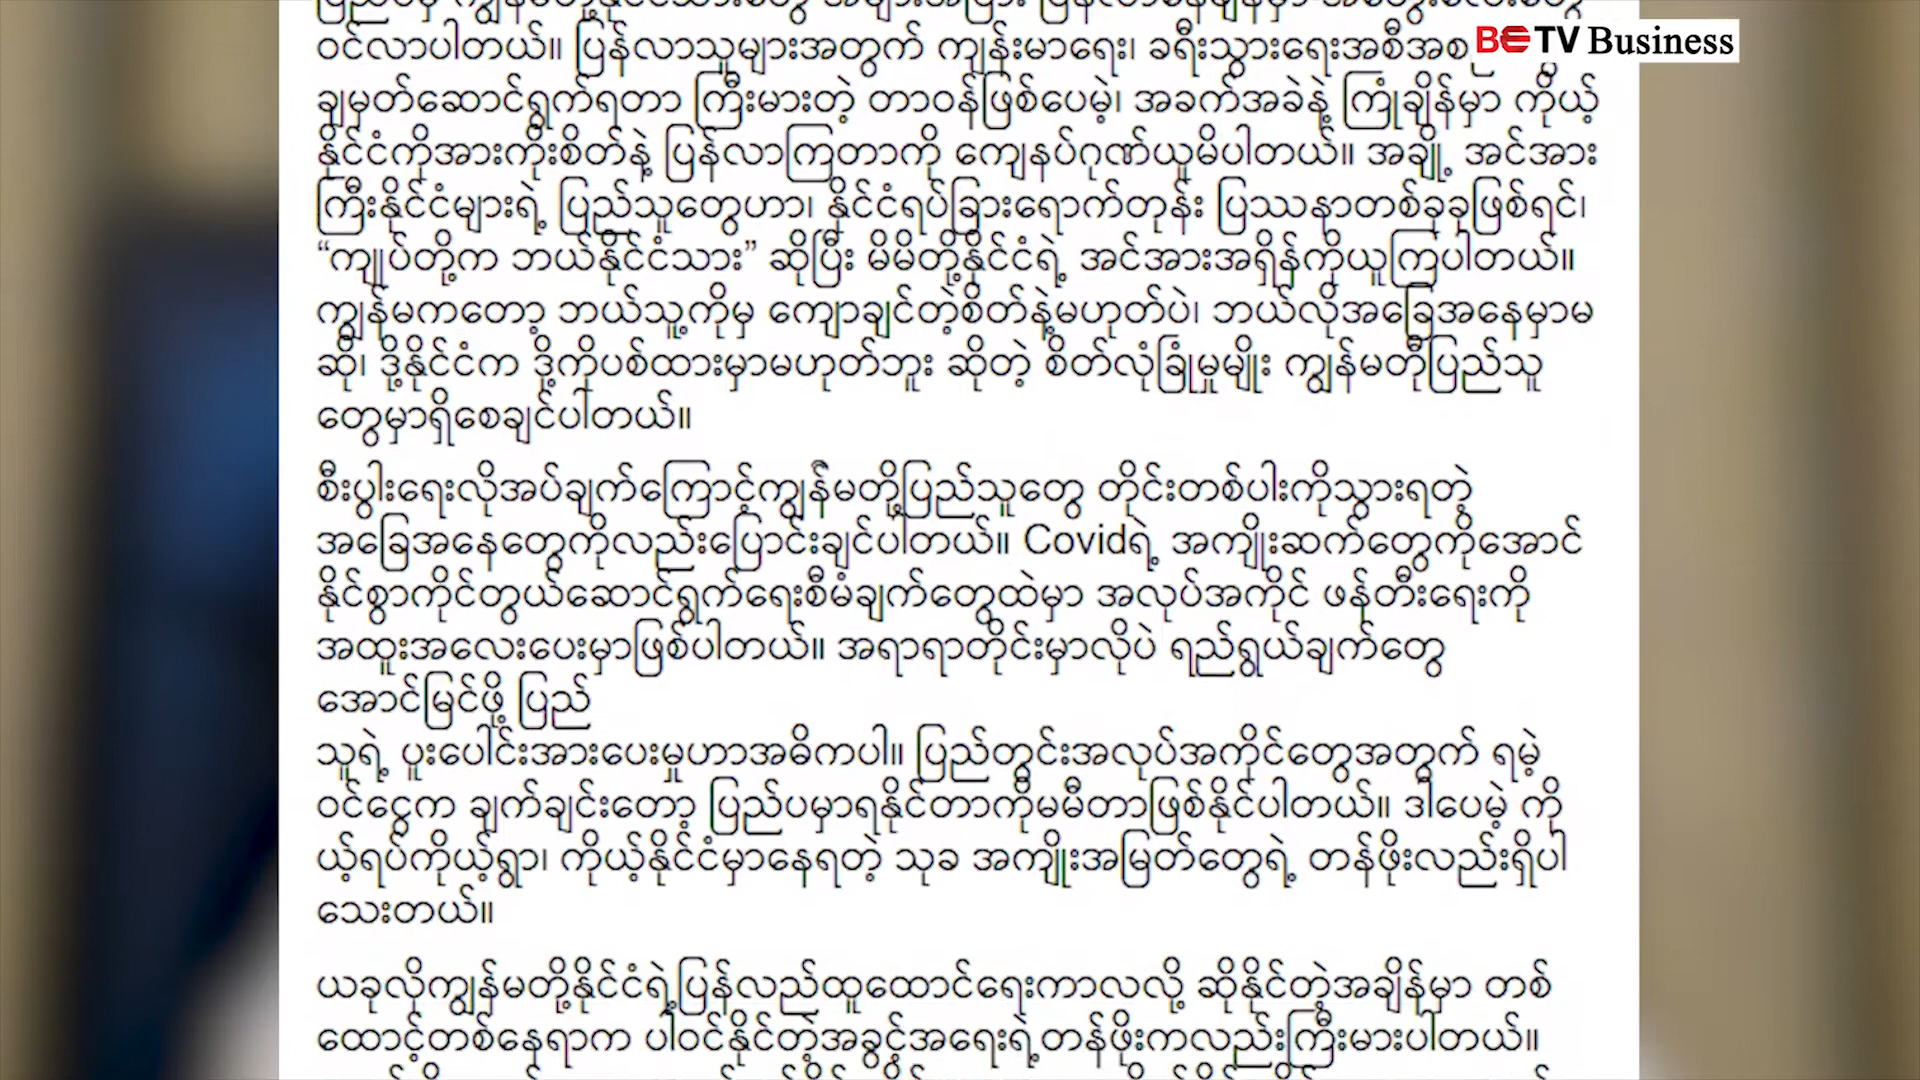 ဝင်လာပါတယ်။ ပြန်လာသူများအတွက် ကျန်းမာရေး၊ ခရီးသွားရေးအစီအစ
BETV Business
ချမှတ်ဆောင်ရွက်ရတာ ကြီးမားတဲ့ တာဝန်ဖြစ်ပေမဲ့၊ အခက်အခဲနဲ့ ကြုံချိန်မှာ ကိုယ့်
နိုင်ငံကိုအားကိုးစိတ်နဲ့ ပြန်လာကြတာကို ကျေနပ်ဂုဏ်ယူမိပါတယ်။ အချို့ အင်အား
ကြီးနိုင်ငံများရဲ့ ပြည်သူတွေဟာ၊ နိုင်ငံရပ်ခြားရောက်တုန်း ပြဿနာတစ်ခုခုဖြစ်ရင်၊
“ကျုပ်တို့က ဘယ်နိုင်ငံသား” ဆိုပြီး မိမိတို့နိုင်ငံရဲ့ အင်အားအရှိန်ကိုယူကြပါတယ်။
ကျွန်မကတော့ ဘယ်သူ့ကိုမှ ကျောချင်တဲ့စိတ်နဲ့မဟုတ်ပဲ၊ ဘယ်လိုအခြေအနေမှာမ
ဆို၊ ဒို့နိုင်ငံက ဒို့ကိုပစ်ထားမှာမဟုတ်ဘူး ဆိုတဲ့ စိတ်လုံခြုံမှုမျိုး ကျွန်မတို့ပြည်သူ
တွေမှာရှိစေချင်ပါတယ်။
စီးပွါးရေးလိုအပ်ချက်ကြောင့်ကျွန်မတို့ပြည်သူတွေ တိုင်းတစ်ပါးကိုသွားရတဲ့
အခြေအနေတွေကိုလည်းပြောင်းချင်ပါတယ်။ Covidရဲ့ အကျိုးဆက်တွေကိုအောင်
နိုင်စွာကိုင်တွယ်ဆောင်ရွက်ရေးစီမံချက်တွေထဲမှာ အလုပ်အကိုင် ဖန်တီးရေးကို
အထူးအလေးပေးမှာဖြစ်ပါတယ်။ အရာရာတိုင်းမှာလိုပဲ ရည်ရွယ်ချက်တွေ
အောင်မြင်ဖို့ ပြည်
သူရဲ့ ပူးပေါင်းအားပေးမှုဟာအဓိကပါ။ ပြည်တွင်းအလုပ်အကိုင်တွေအတွက် ရမဲ့
ဝင်ငွေက ချက်ချင်းတော့ ပြည်ပမှာရနိုင်တာကိုမမီတာဖြစ်နိုင်ပါတယ်။ ဒါပေမဲ့ ကို
ယ့်ရပ်ကိုယ့်ရွာ၊ ကိုယ့်နိုင်ငံမှာနေရတဲ့ သုခ အကျိုးအမြတ်တွေရဲ့ တန်ဖိုးလည်းရှိပါ
သေးတယ်။
ယခုလိုကျွန်မတို့နိုင်ငံရဲ့ပြန်လည်ထူထောင်ရေးကာလလို့ ဆိုနိုင်တဲ့အချိန်မှာ တစ်
ထောင့်တစ်နေရာက ပါဝင်နိုင်တဲ့အခွင့်အရေးရဲ့တန်ဖိုးကလည်းကြီးမားပါတယ်။